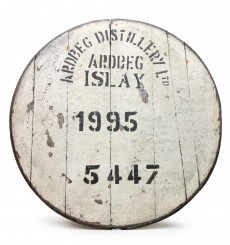 ARDBEG DISTILLERY LTD
ARDBEG
ISLAY
1995
5447